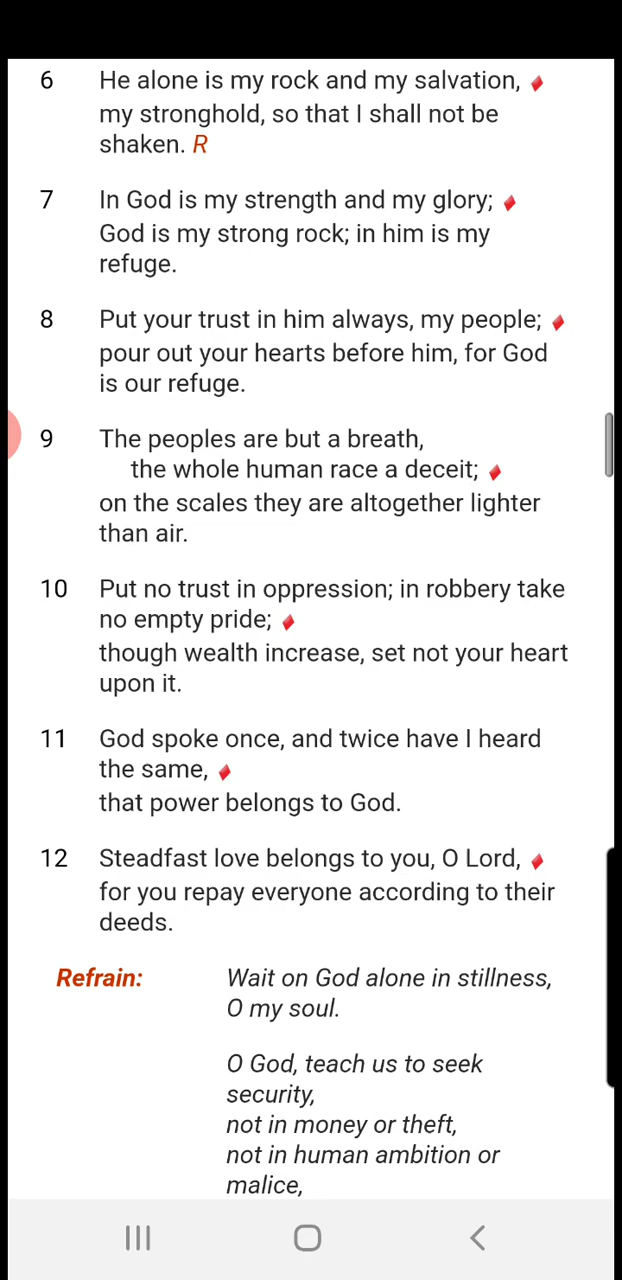 6 He alone is my rock and my salvation, ♦
my stronghold, so that I shall not be
shaken. R
7 In God is my strength and my glory; ♦
God is my strong rock; in him is my
refuge.
8 Put your trust in him always, my people; ♦
pour out your hearts before him, for God
is our refuge.
9 The peoples are but a breath,
the whole human race a deceit; ♦
on the scales they are altogether lighter
than air.
10 Put no trust in oppression; in robbery take
no empty pride; ♦
though wealth increase, set not your heart
upon it.
11 God spoke once, and twice have I heard
the same, ♦
that power belongs to God.
12 Steadfast love belongs to you, O Lord, ♦
for you repay everyone according to their
deeds.
Refrain: Wait on God alone in stillness,
O my soul.
O God, teach us to seek
security,
not in money or theft,
not in human ambition or
malice,